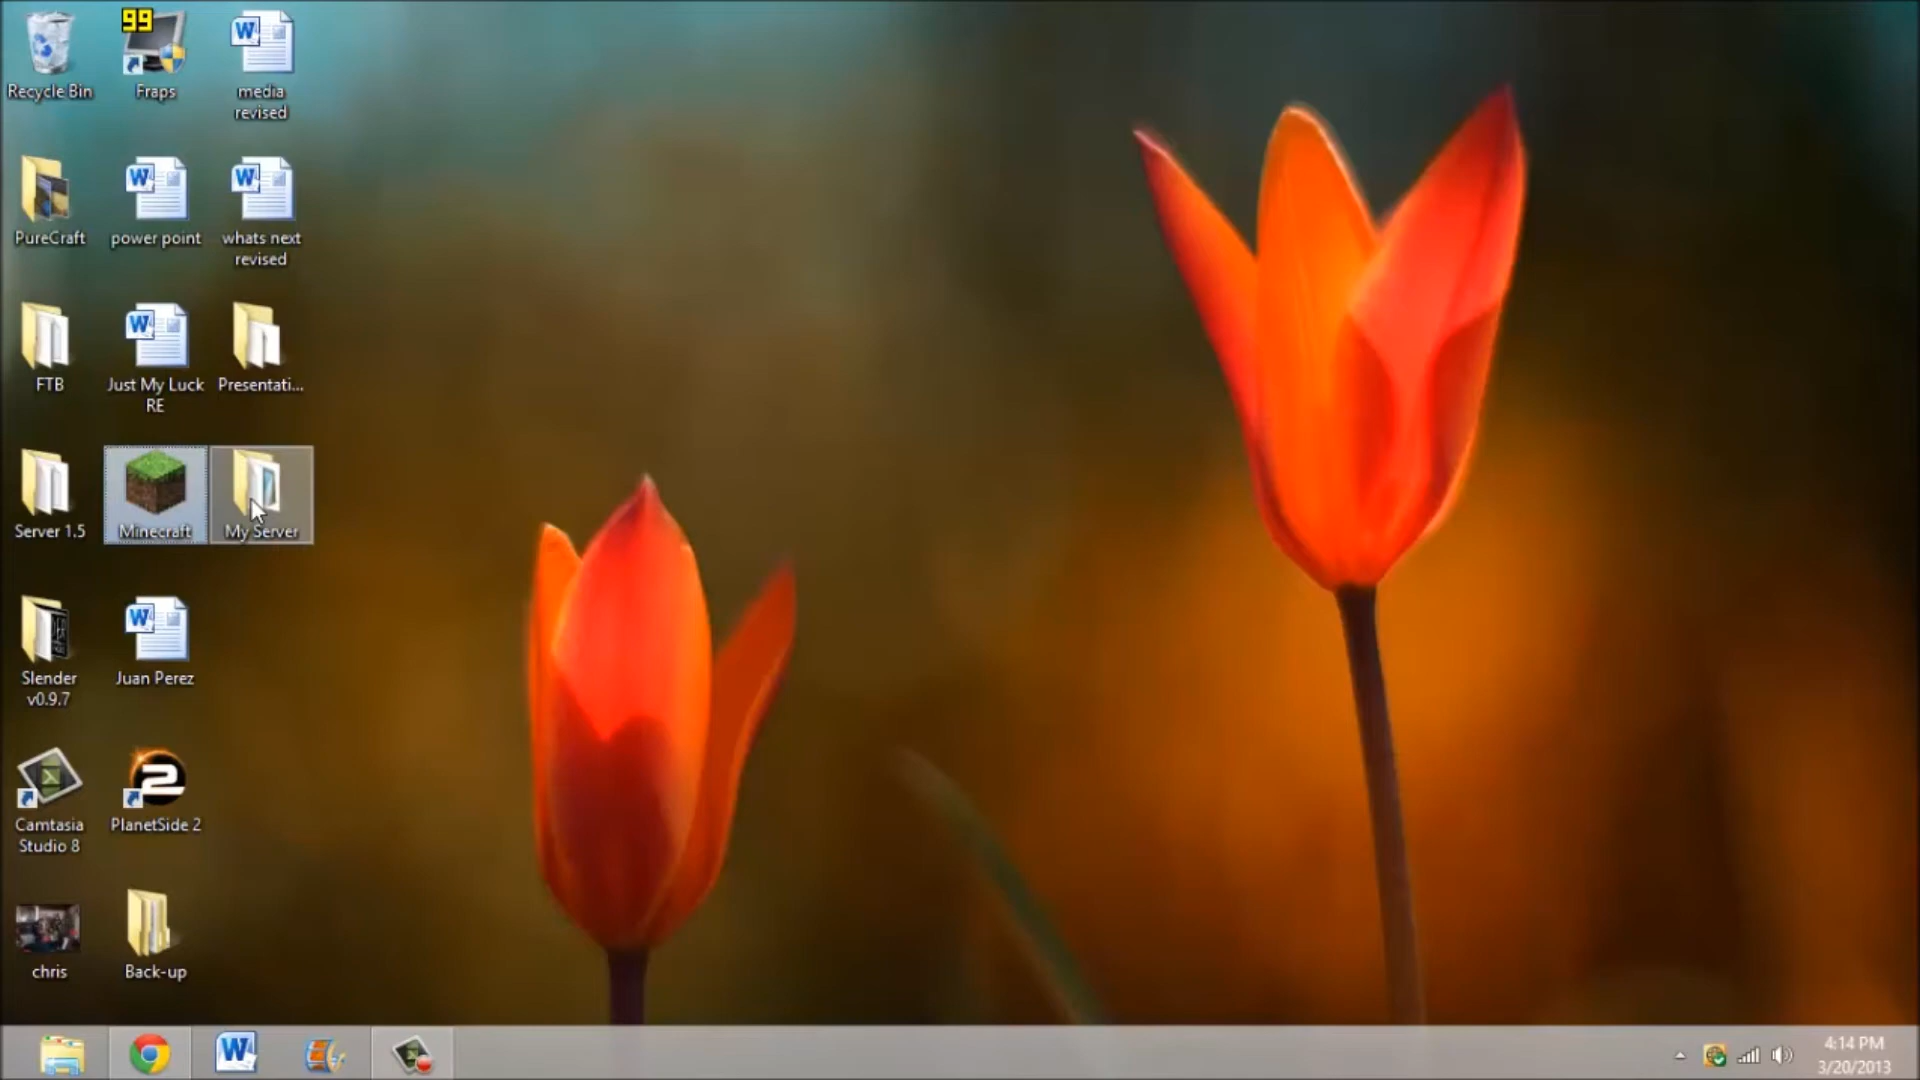 99
Recycle Bin
Fraps
media
revised
PureCraft
power point
whats next
revised
FTB
Just My Luck
RE
Presentati...
Server 1.5
Minecraft
My Server
Slender
v0.9.7
Juan Perez
Camtasia
Studio 8
PlanetSide 2
chris
Back-up
4:14 PM
3/20/2013